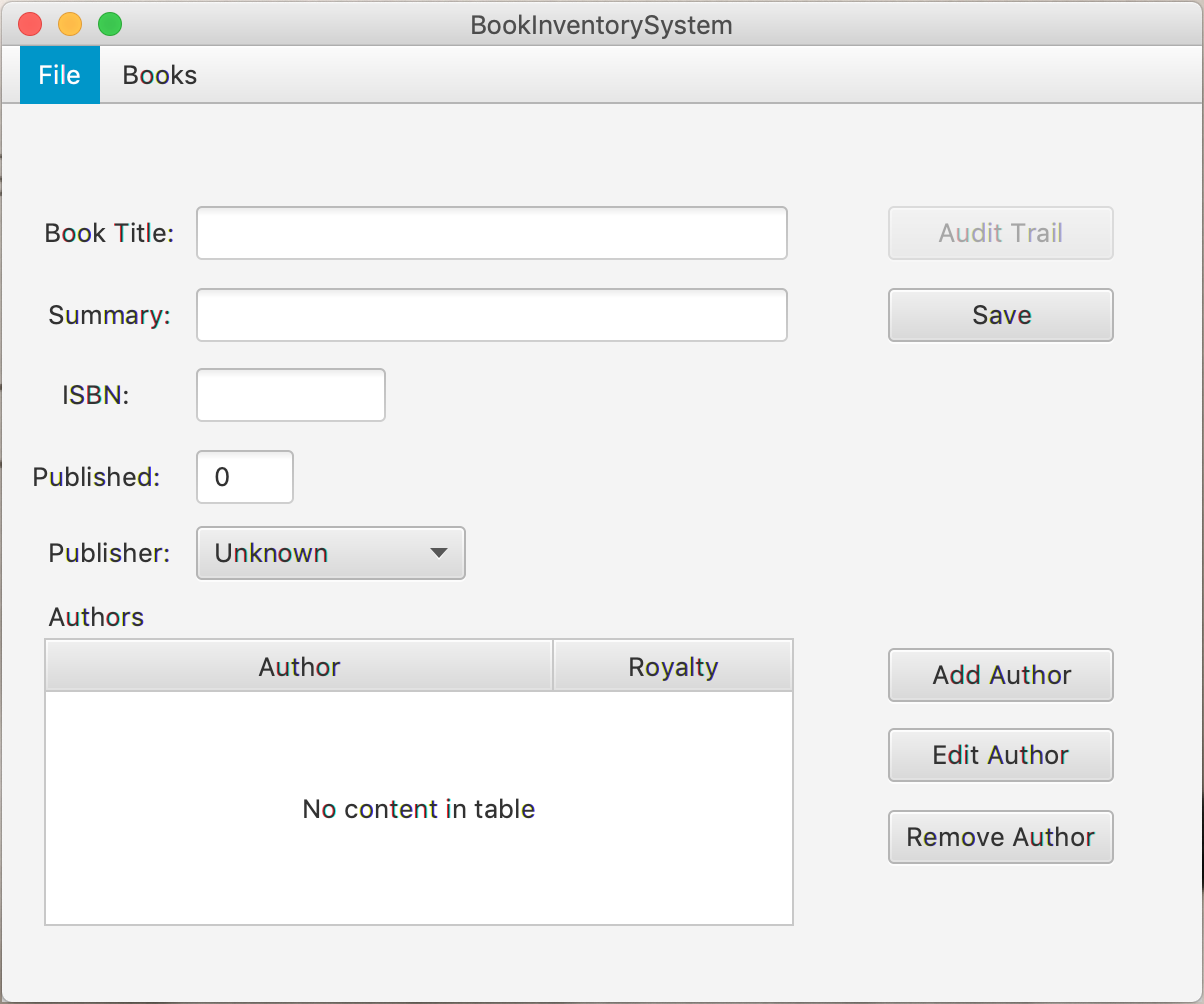 BookInventorySystem
File Books
Book Title:
Audit Trail
Summary:
Save
ISBN:
Published: 0
Publisher: Unknown
Authors
Author Royalty
No content in table
Add Author
Edit Author
Remove Author